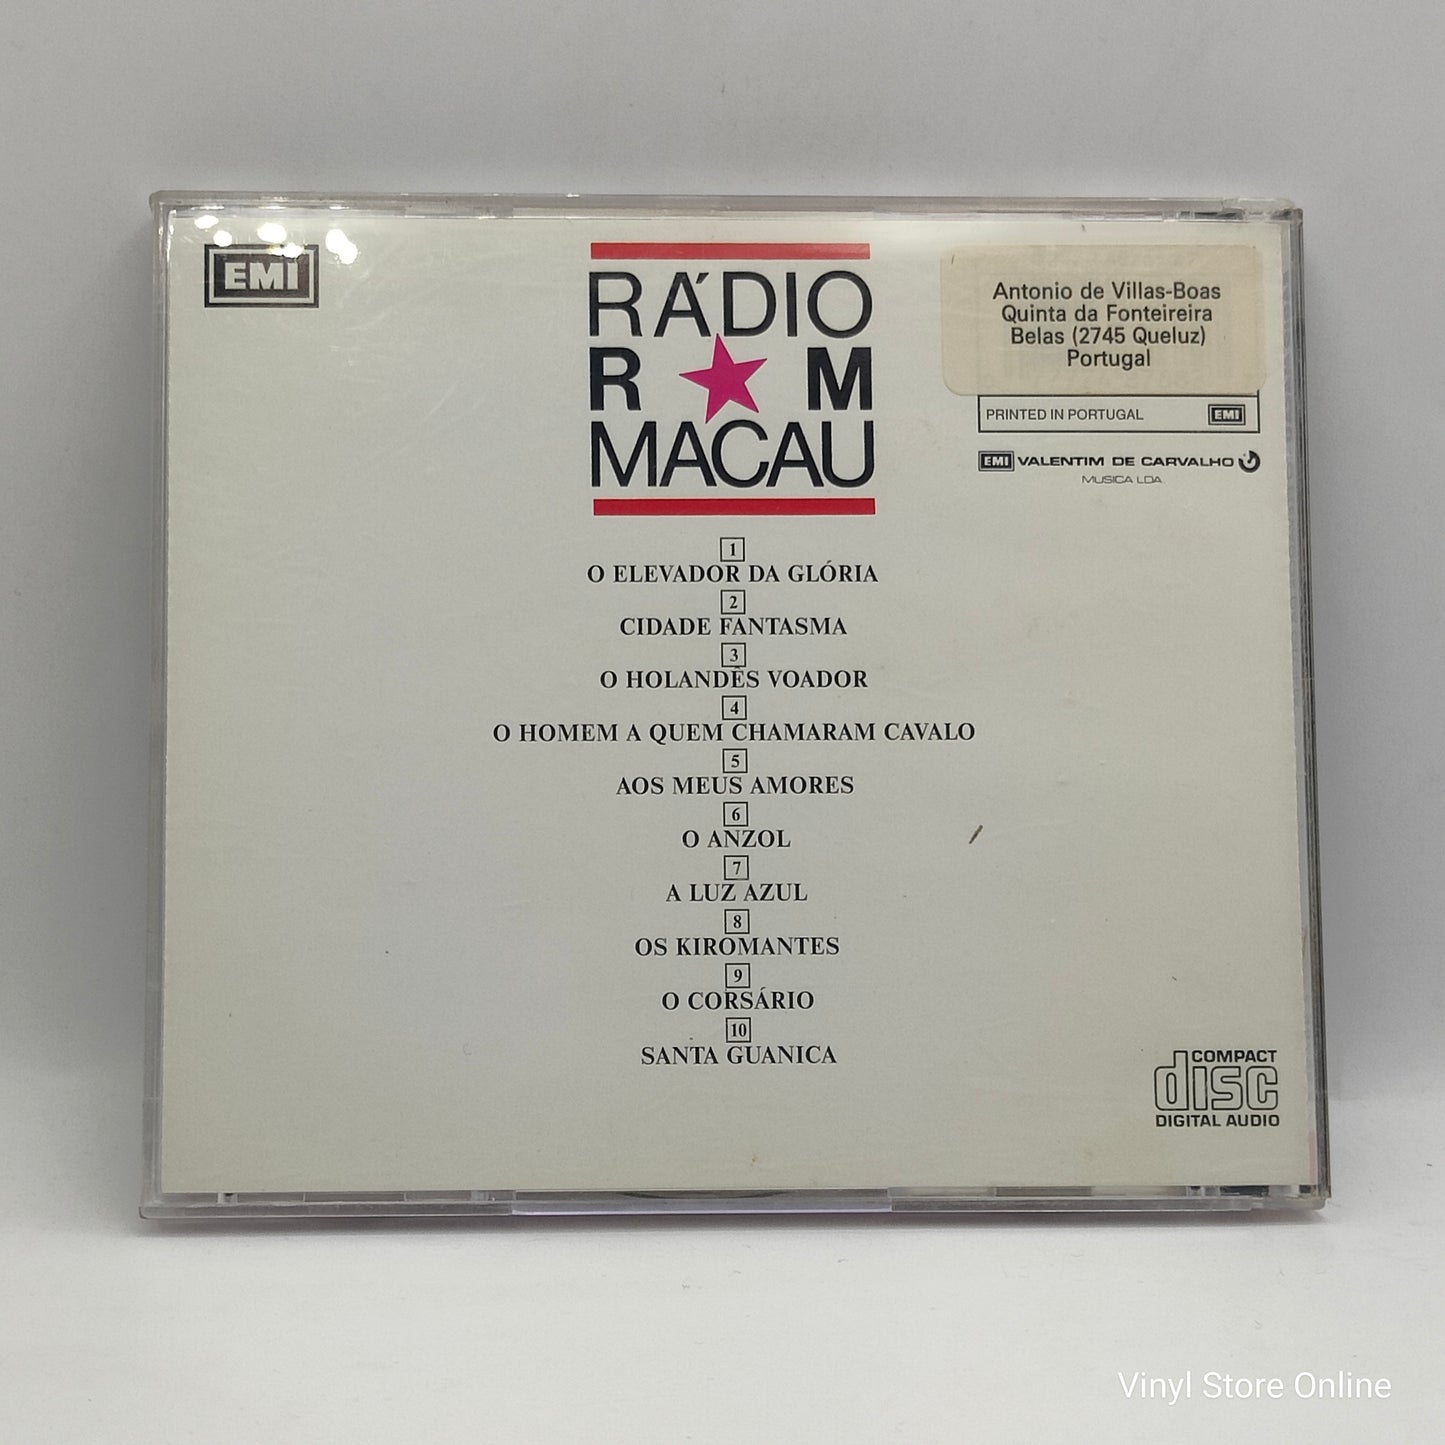 EMI
RÁDIO
R M
MACAU
Antonio de Villas-Boas
Quinta da Fonteireira
Belas (2745 Queluz)
Portugal
PRINTED IN PORTUGAL EMI
EMI VALENTIM DE CARVALHO
MUSICA LDA.
1
O ELEVADOR DA GLÓRIA
2
CIDADE FANTASMA
3
O HOLANDÊS VOADOR
4
O HOMEM A QUEM CHAMARAM CAVALO
5
AOS MEUS AMORES
6
O ANZOL
7
A LUZ AZUL
8
OS KIROMANTES
9
O CORSÁRIO
10
SANTA GUANICA
COMPACT
disc
DIGITAL AUDIO
Vinyl Store Online